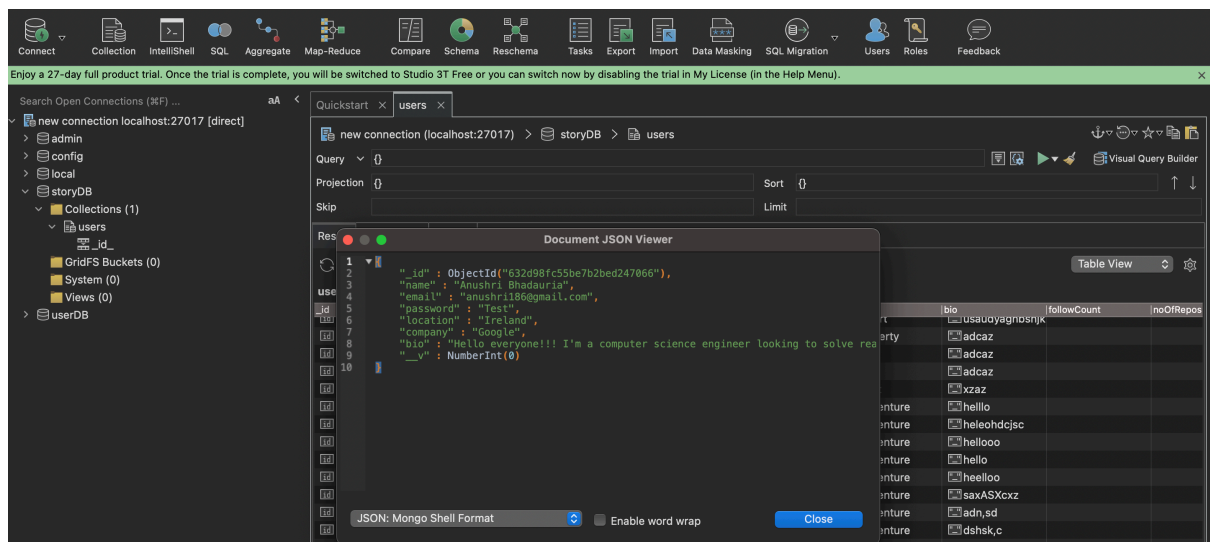 Connect Collection IntelliShell SQL Aggregate Map-Reduce Compare Schema Reschema Tasks Export Import Data Masking SQL Migration Users Roles Feedback
Enjoy a 27-day full product trial. Once the trial is complete, you will be switched to Studio 3T Free or you can switch now by disabling the trial in My License (in the Help Menu).
Search Open Connections (⌘F) ... aA
new connection localhost:27017 [direct]
admin
config
local
storyDB
Collections (1)
users
_id_
GridFS Buckets (0)
System (0)
Views (0)
userDB
Quickstart users
new connection (localhost:27017) > storyDB > users
Query {} Visual Query Builder
Projection {} Sort {}
Skip Limit
Res
Document JSON Viewer
1 {
2 "_id" : ObjectId("632d98fc55be7b2bed247066"),
3 "name" : "Anushri Bhadauria",
4 "email" : "anushri186@gmail.com",
5 "password" : "Test",
6 "location" : "Ireland",
7 "company" : "Google",
8 "bio" : "Hello everyone!!! I'm a computer science engineer looking to solve rea
9 "__v" : NumberInt(0)
10 }
JSON: Mongo Shell Format Enable word wrap Close
Table View
use
_id bio followCount noOfRepos
erty adcaz
adcaz
adcaz
xzaz
enture helllo
enture heleohdcjsc
enture hellooo
enture hello
enture heelloo
enture saxASXcxz
enture adn,sd
enture dshsk,c